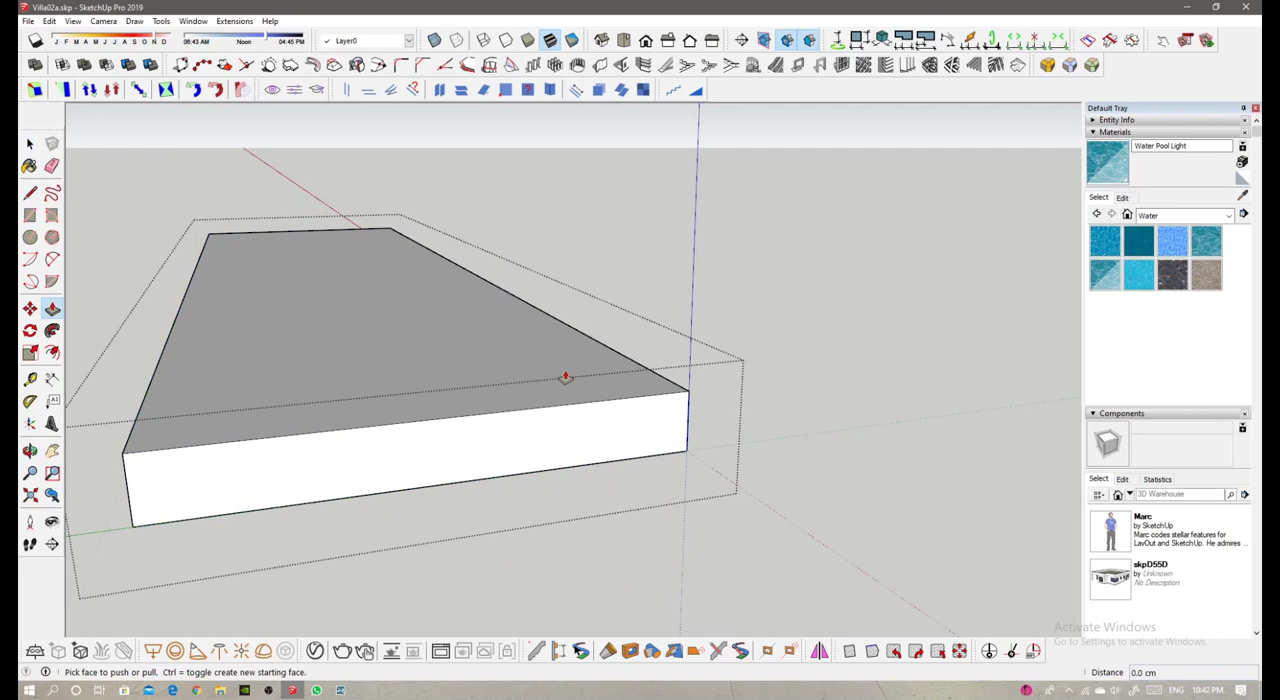 Villa02a.skp - SketchUp Pro 2019
File Edit View Camera Draw Tools Window Extensions Help
J F M A M J J A S O N D
06:43 AM Noon 04:45 PM
Layer0
Default Tray
Entity Info
Materials
Water Pool Light
Select Edit
Water
Components
Select Edit Statistics
3D Warehouse
Marc
by SketchUp
Marc codes stellar features for
LayOut and SketchUp. He admires ...
skpD55D
by Unknown
No Description
Activate Windows
Go to Settings to activate Windows.
Pick face to push or pull. Ctrl = toggle create new starting face.
Distance 0.0 cm
ENG 10:42 PM